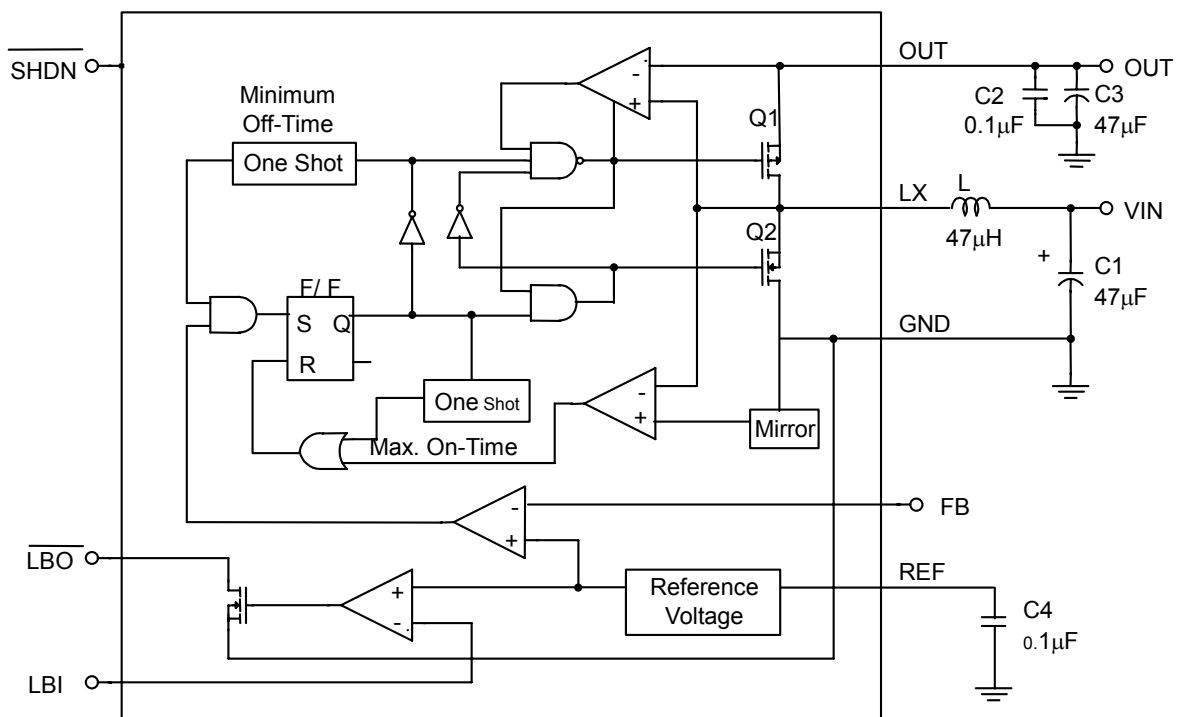 SHDN
OUT
OUT
Minimum
Off-Time
One Shot
-
+
Q1
C2
0.1μF
C3
47μF
LX
L
47μH
VIN
Q2
+
C1
47μF
F/ F
S Q
R
GND
One Shot
-
+
Mirror
Max. On-Time
-
+
FB
LBO
+
-
Reference
Voltage
REF
C4
0.1μF
LBI